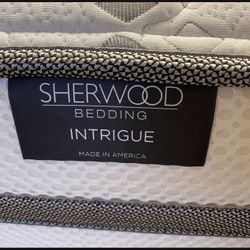 SHERWOOD
BEDDING
INTRIGUE
MADE IN AMERICA